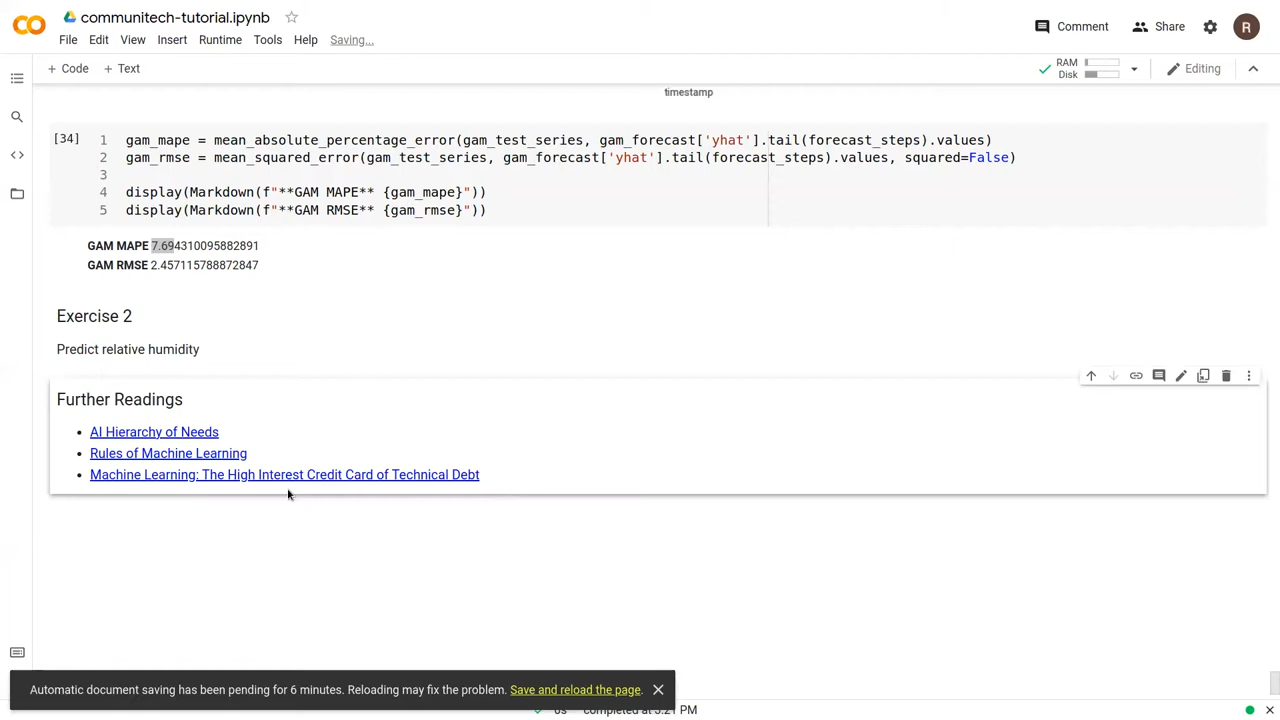 communitech-tutorial.ipynb
Comment
Share
R
File Edit View Insert Runtime Tools Help Saving...
+ Code + Text
RAM
Disk
Editing
timestamp
[34]
1 gam_mape = mean_absolute_percentage_error(gam_test_series, gam_forecast['yhat'].tail(forecast_steps).values)
2 gam_rmse = mean_squared_error(gam_test_series, gam_forecast['yhat'].tail(forecast_steps).values, squared=False)
3
4 display(Markdown(f"**GAM MAPE** {gam_mape}"))
5 display(Markdown(f"**GAM RMSE** {gam_rmse}"))
GAM MAPE 7.694310095882891
GAM RMSE 2.457115788872847
Exercise 2
Predict relative humidity
Further Readings
• AI Hierarchy of Needs
• Rules of Machine Learning
• Machine Learning: The High Interest Credit Card of Technical Debt
Automatic document saving has been pending for 6 minutes. Reloading may fix the problem. Save and reload the page.
completed at 5:21 PM